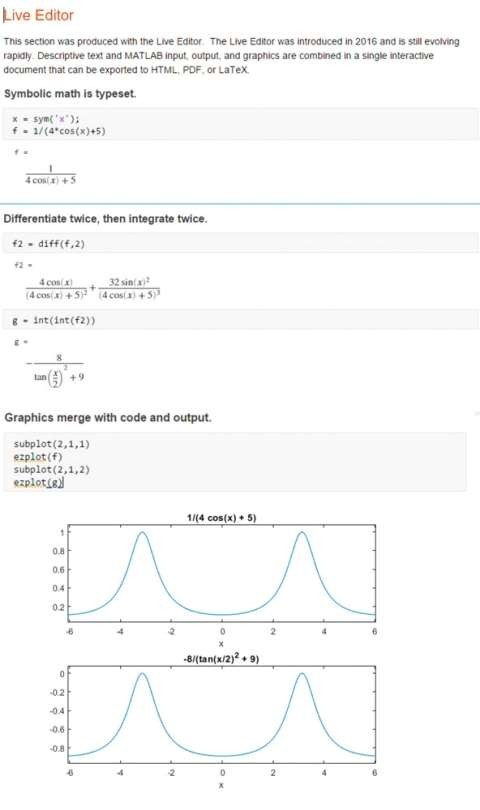 Live Editor
This section was produced with the Live Editor. The Live Editor was introduced in 2016 and is still evolving
rapidly. Descriptive text and MATLAB input, output, and graphics are combined in a single interactive
document that can be exported to HTML, PDF, or LaTeX.
Symbolic math is typeset.
x = sym('x');
f = 1/(4*cos(x)+5)
f =
1
4 cos(x) + 5
Differentiate twice, then integrate twice.
f2 = diff(f,2)
f2 =
4 cos(x) 32 sin(x)²
(4 cos(x) + 5)² + (4 cos(x) + 5)³
g = int(int(f2))
g =
8
- tan(x/2)² + 9
Graphics merge with code and output.
subplot(2,1,1)
ezplot(f)
subplot(2,1,2)
ezplot(g)
1/(4 cos(x) + 5)
1
0.8
0.6
0.4
0.2
-6 -4 -2 0 2 4 6
x
-8/(tan(x/2)² + 9)
0
-0.2
-0.4
-0.6
-0.8
-6 -4 -2 0 2 4 6
x